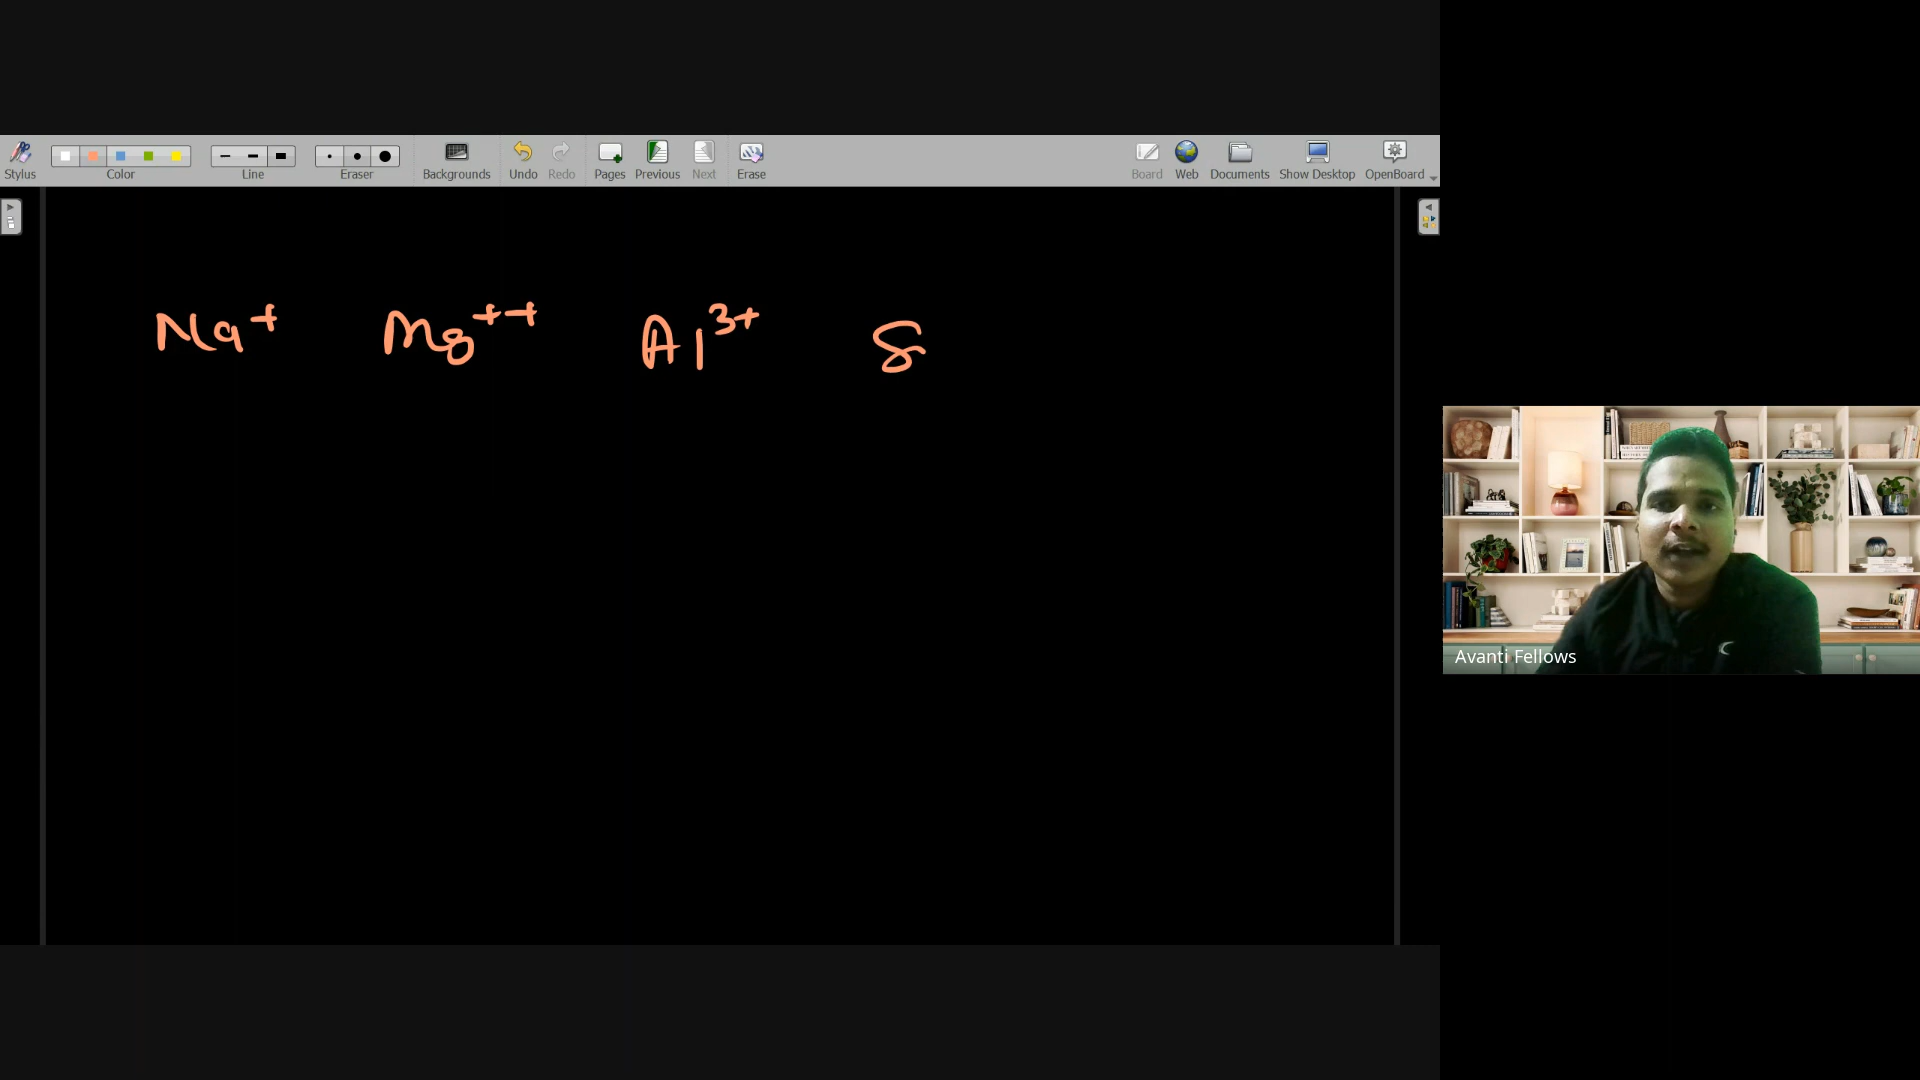 Stylus Color Line Eraser Backgrounds Undo Redo Pages Previous Next Erase Board Web Documents Show Desktop OpenBoard
Na+ Mg++ Al3+ S
Avanti Fellows